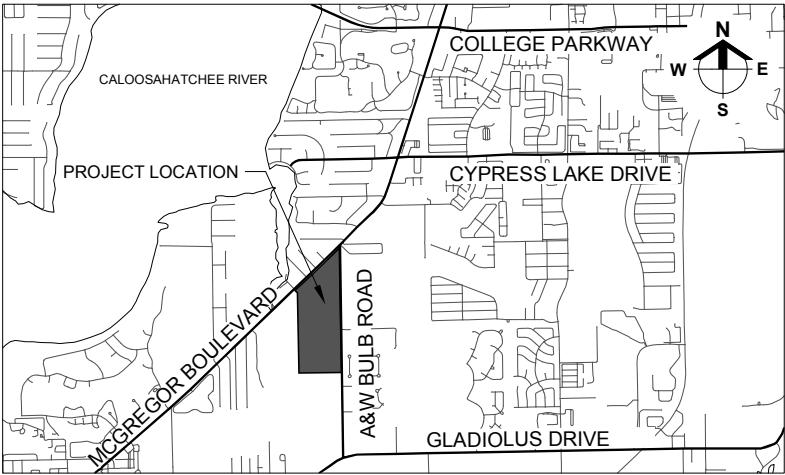 COLLEGE PARKWAY
N
W
E
S
CALOOSAHATCHEE RIVER
PROJECT LOCATION
CYPRESS LAKE DRIVE
MCGREGOR BOULEVARD
A&W BULB ROAD
GLADIOLUS DRIVE